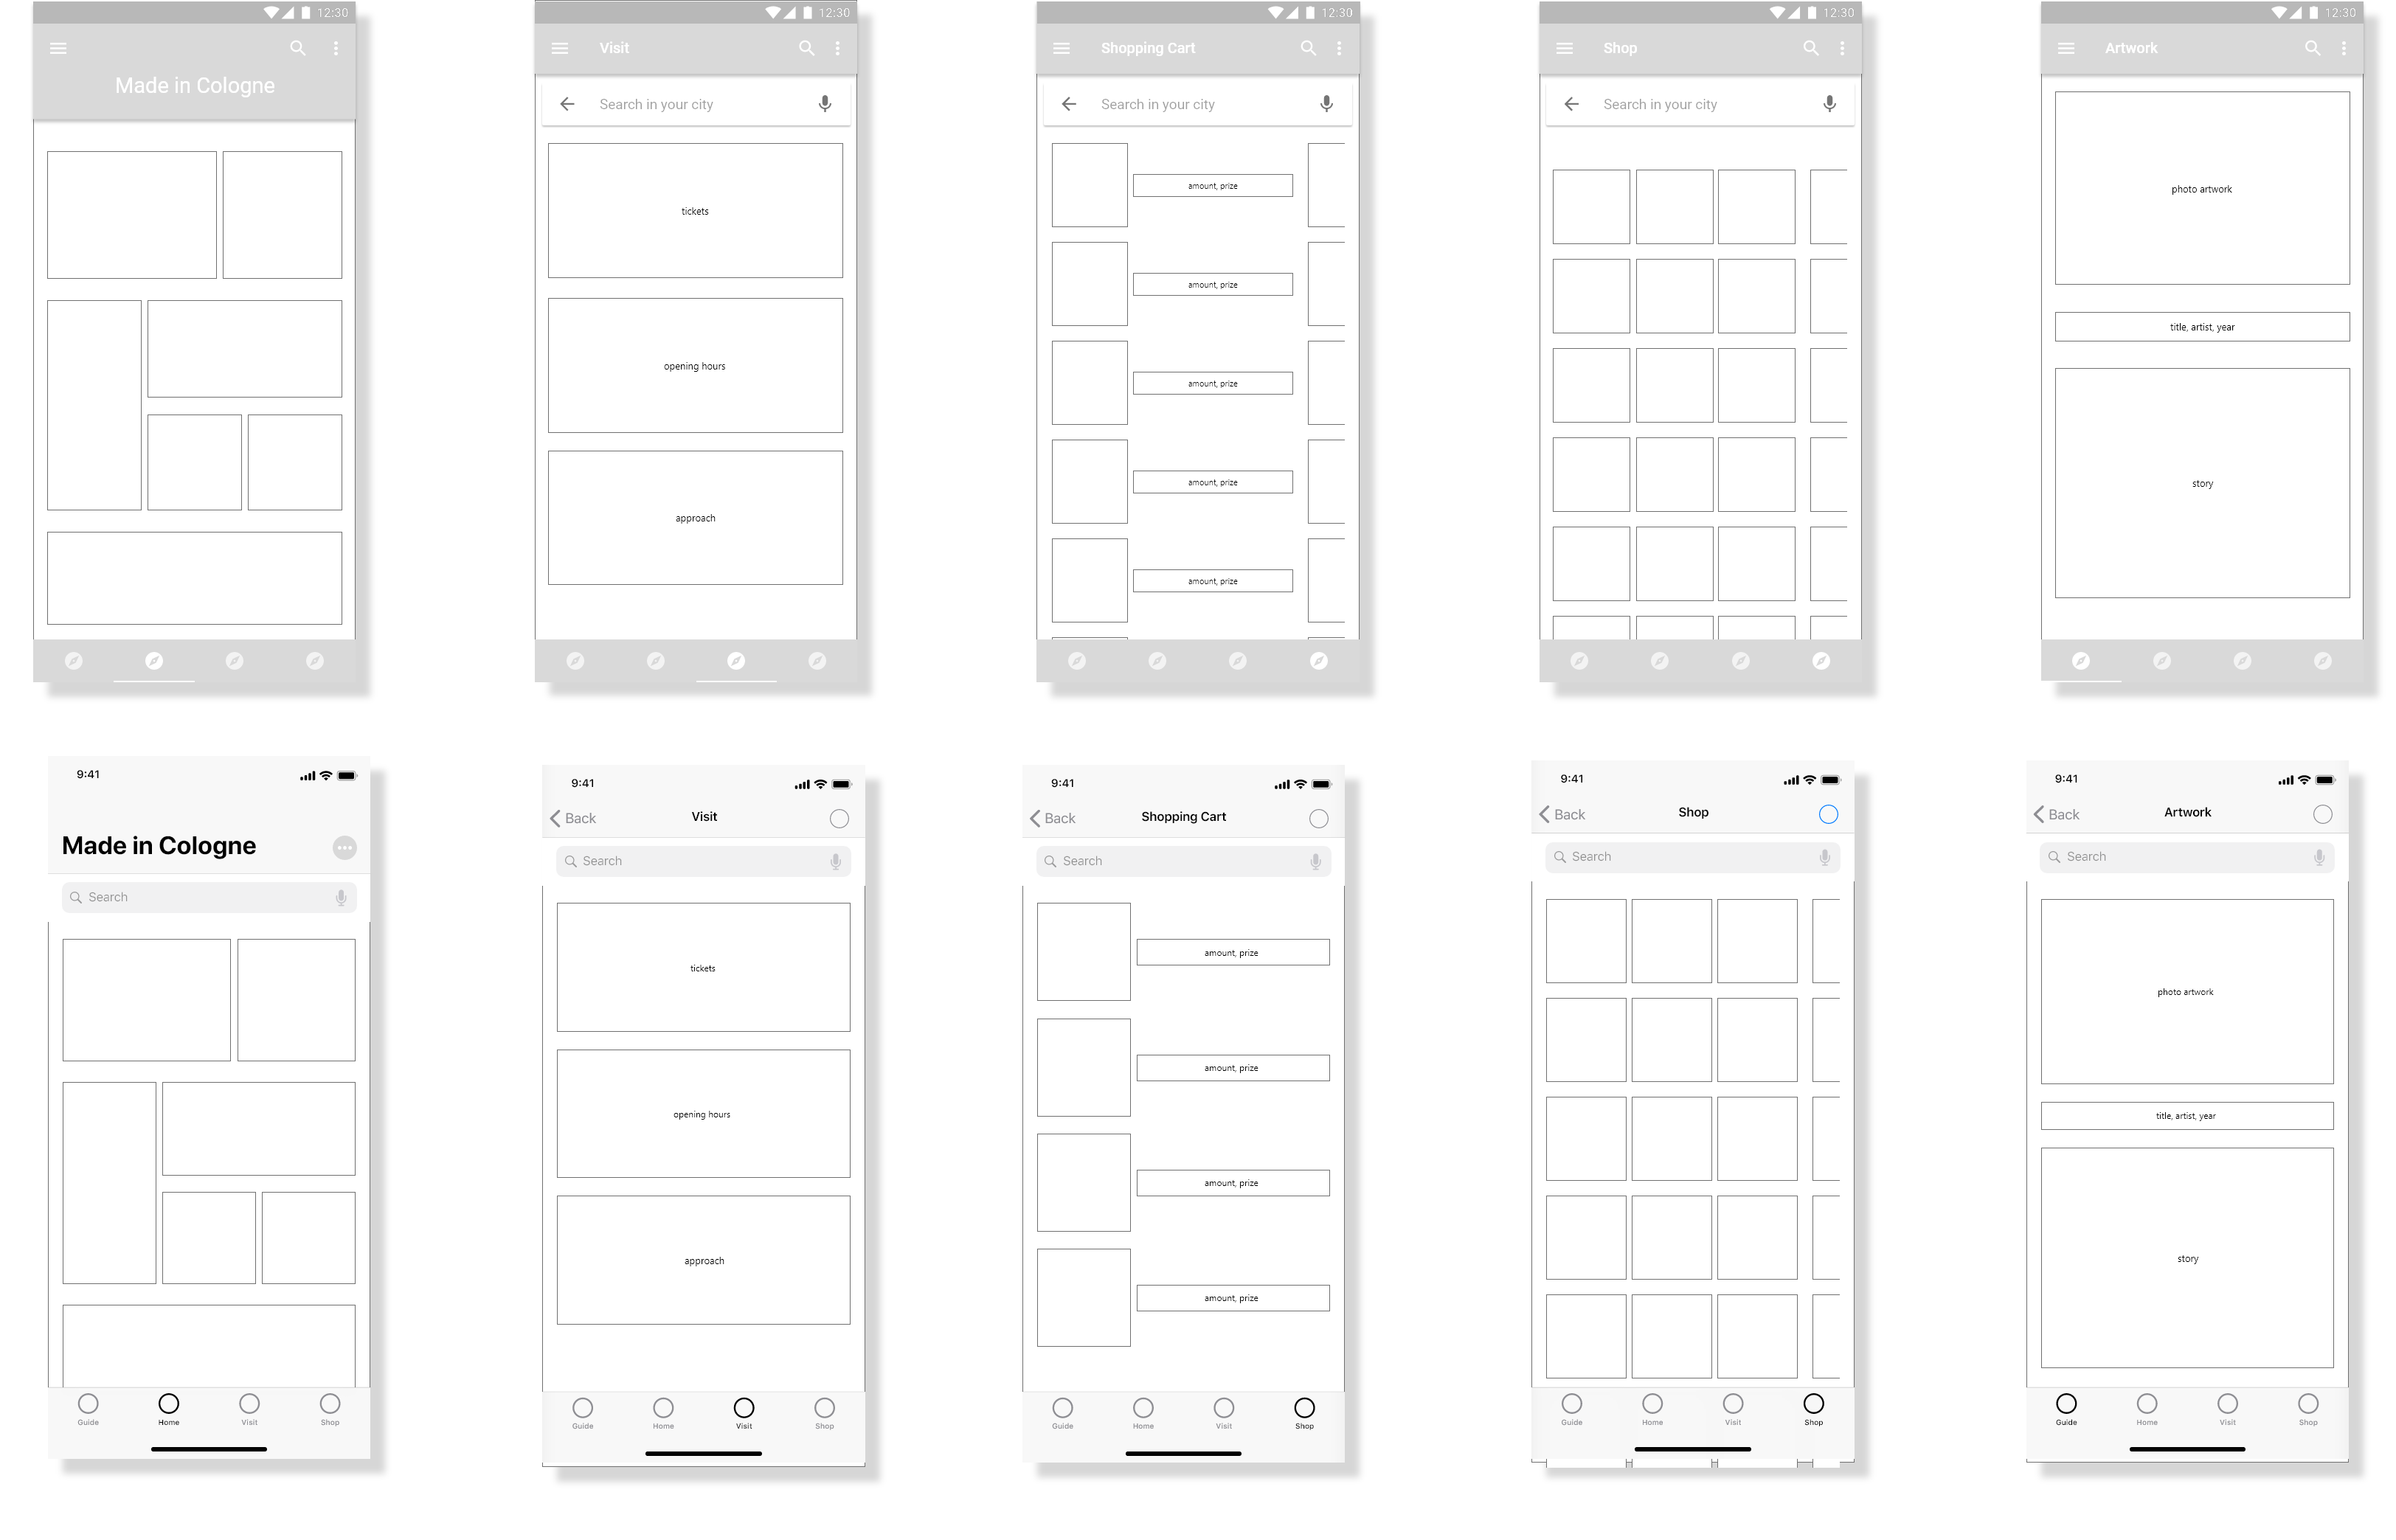 12:30
Made in Cologne
12:30
Visit
Search in your city
tickets
opening hours
approach
12:30
Shopping Cart
Search in your city
amount, prize
amount, prize
amount, prize
amount, prize
amount, prize
12:30
Shop
Search in your city
12:30
Artwork
photo artwork
title, artist, year
story
9:41
Made in Cologne
Search
Guide Home Visit Shop
9:41
Back Visit
Search
tickets
opening hours
approach
Guide Home Visit Shop
9:41
Back Shopping Cart
Search
amount, prize
amount, prize
amount, prize
amount, prize
Guide Home Visit Shop
9:41
Back Shop
Search
Guide Home Visit Shop
9:41
Back Artwork
Search
photo artwork
title, artist, year
story
Guide Home Visit Shop